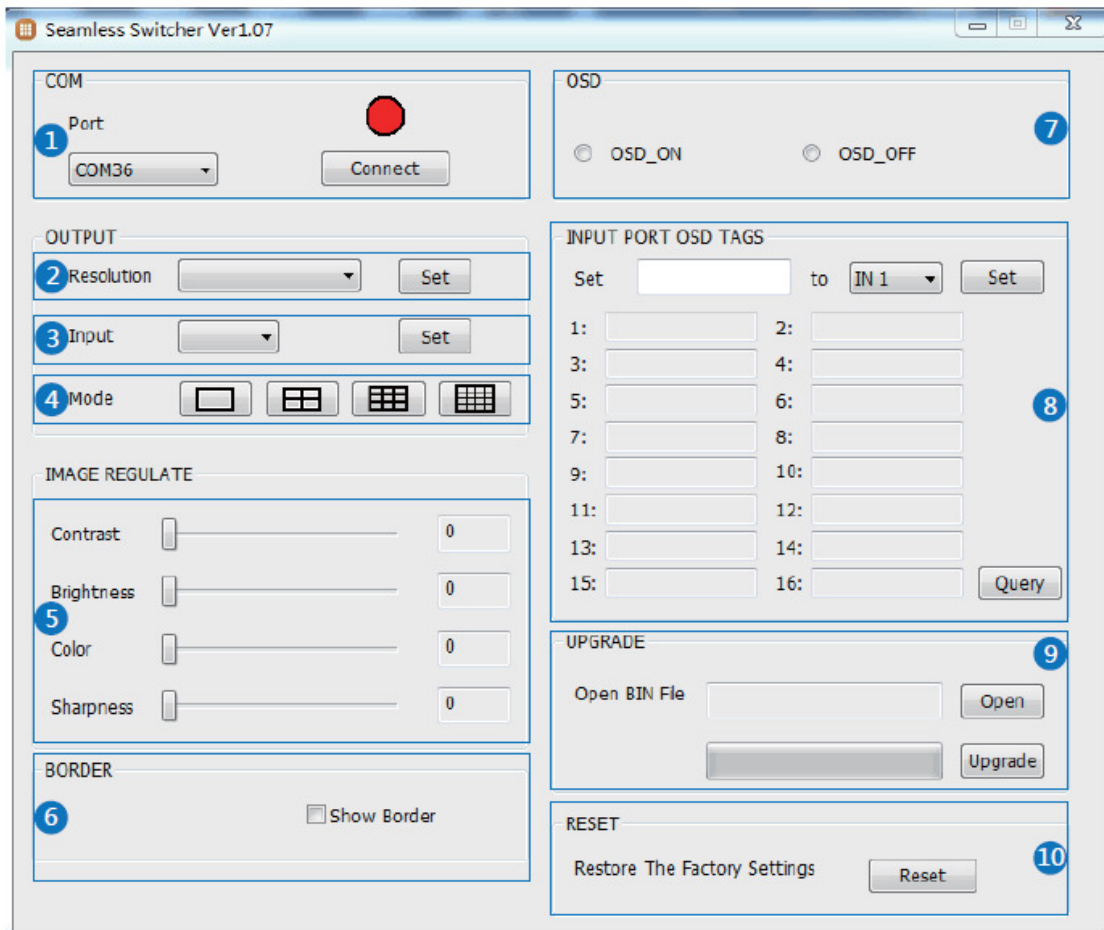 Seamless Switcher Ver1.07
COM
1
Port
COM36
Connect
OUTPUT
2 Resolution Set
3 Input Set
4 Mode
IMAGE REGULATE
Contrast 0
Brightness 0
5
Color 0
Sharpness 0
BORDER
6 Show Border
OSD
7
OSD_ON OSD_OFF
INPUT PORT OSD TAGS
Set to IN 1 Set
1: 2:
3: 4:
5: 6:
8
7: 8:
9: 10:
11: 12:
13: 14:
15: 16: Query
UPGRADE
9
Open BIN File Open
Upgrade
RESET
10
Restore The Factory Settings Reset